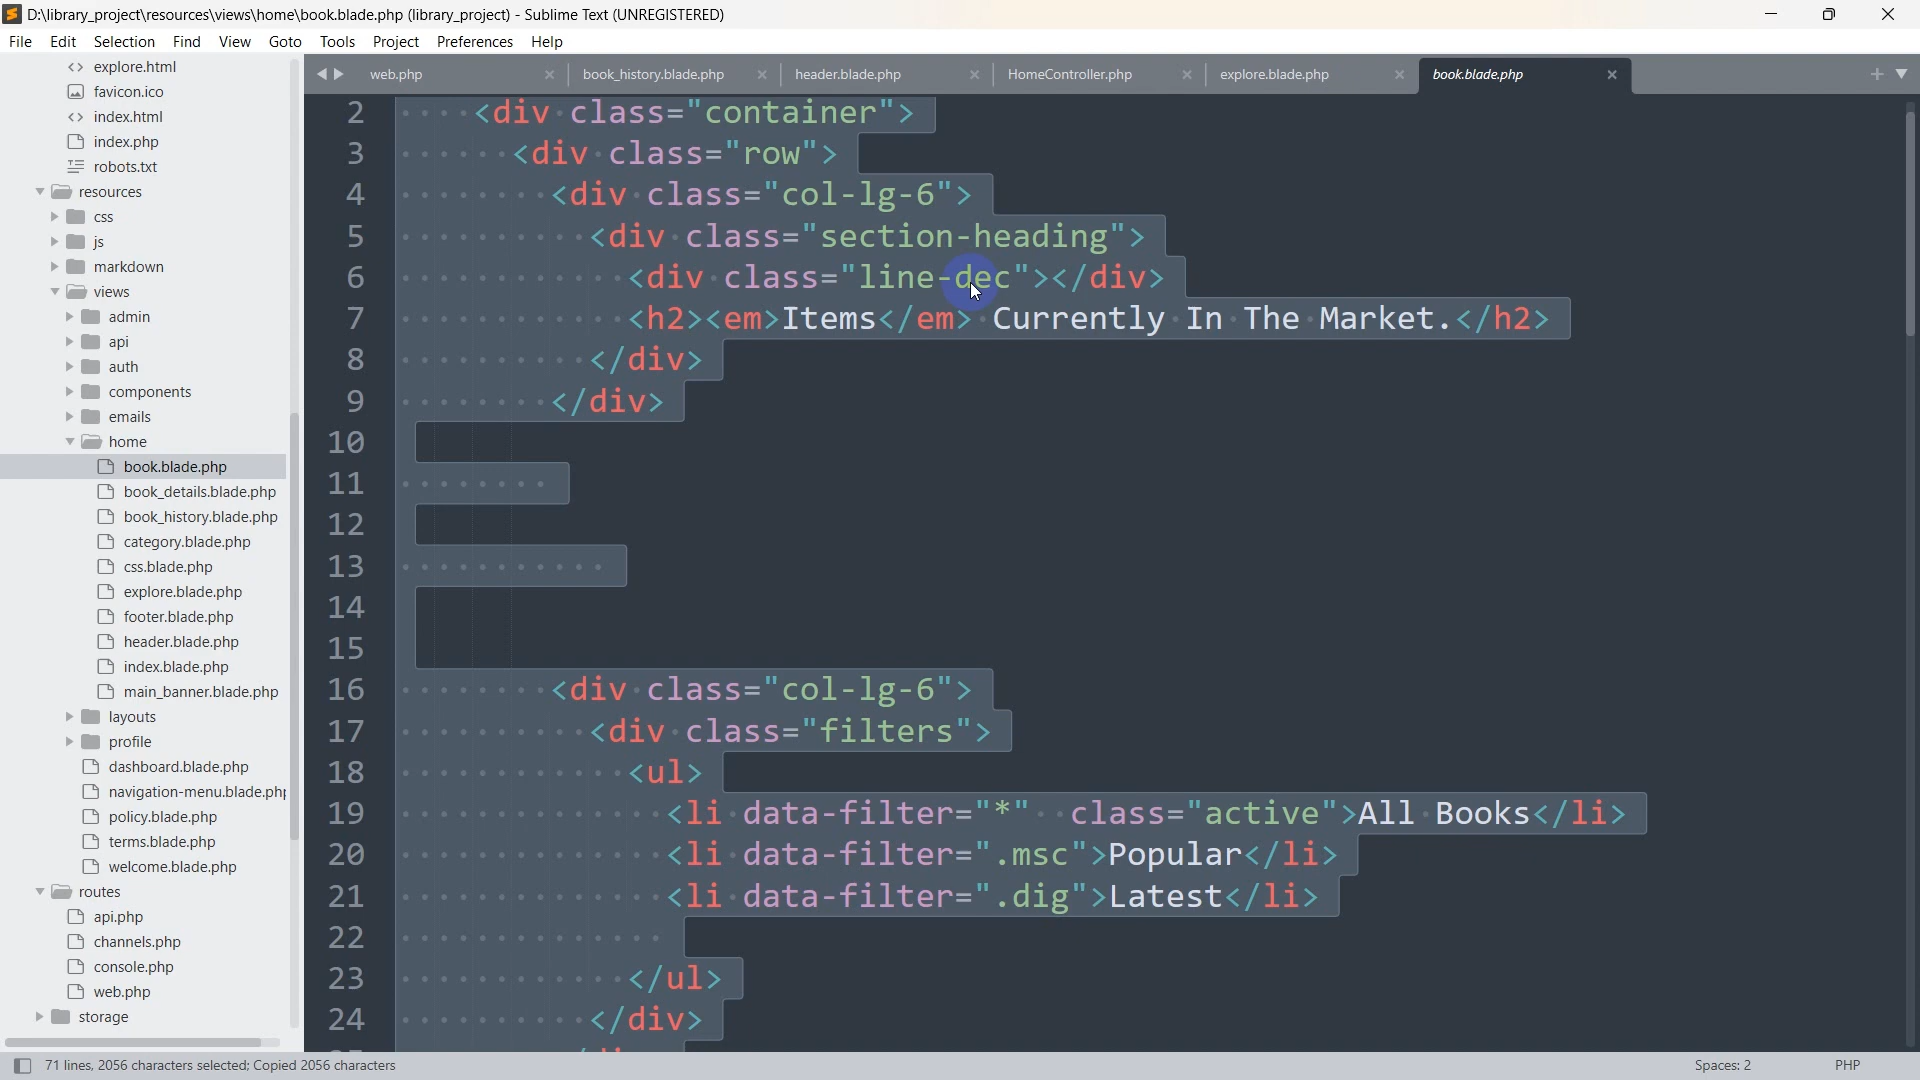 D:\library_project\resources\views\home\book.blade.php (library_project) - Sublime Text (UNREGISTERED)
File Edit Selection Find View Goto Tools Project Preferences Help
web.php book_history.blade.php header.blade.php HomeController.php explore.blade.php book.blade.php
explore.html
favicon.ico
index.html
index.php
robots.txt
resources
css
js
markdown
views
admin
api
auth
components
emails
home
book.blade.php
book_details.blade.php
book_history.blade.php
category.blade.php
css.blade.php
explore.blade.php
footer.blade.php
header.blade.php
index.blade.php
main_banner.blade.php
layouts
profile
dashboard.blade.php
navigation-menu.blade.php
policy.blade.php
terms.blade.php
welcome.blade.php
routes
api.php
channels.php
console.php
web.php
storage
2 <div class="container">
3 <div class="row">
4 <div class="col-lg-6">
5 <div class="section-heading">
6 <div class="line-dec"></div>
7 <h2><em>Items</em> Currently In The Market.</h2>
8 </div>
9 </div>
10
11
12
13
14
15
16 <div class="col-lg-6">
17 <div class="filters">
18 <ul>
19 <li data-filter="*"  class="active">All Books</li>
20 <li data-filter=".msc">Popular</li>
21 <li data-filter=".dig">Latest</li>
22
23 </ul>
24 </div>
71 lines, 2056 characters selected; Copied 2056 characters
Spaces: 2 PHP